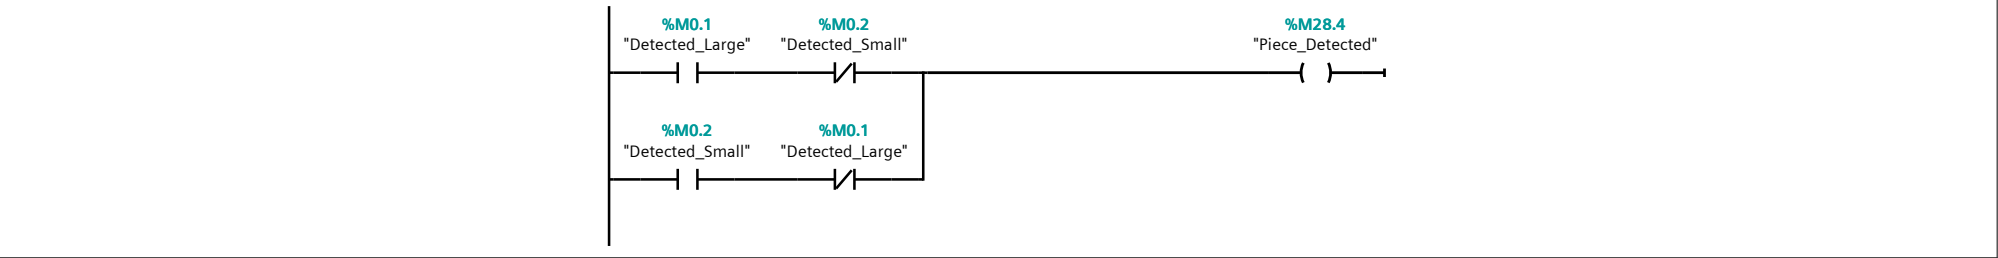 %M0.1 %M0.2 %M28.4
"Detected_Large" "Detected_Small" "Piece_Detected"
%M0.2 %M0.1
"Detected_Small" "Detected_Large"